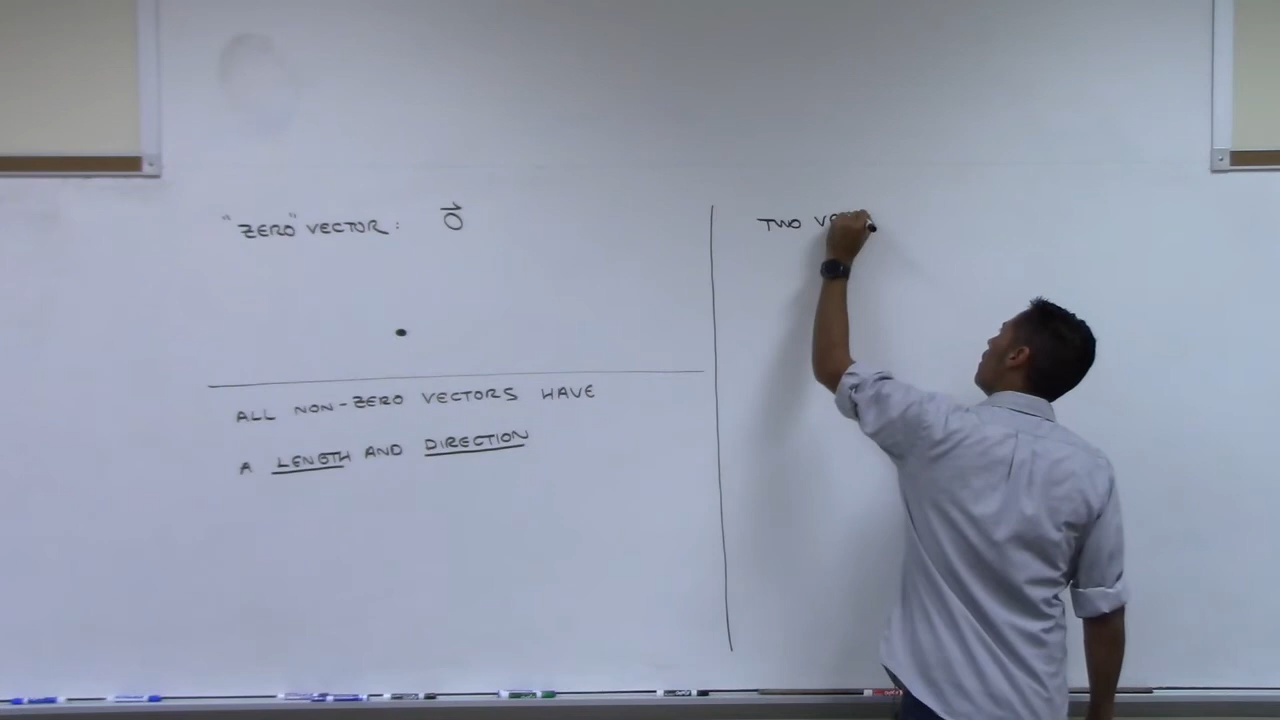 "ZERO" VECTOR: 0⃗
ALL NON-ZERO VECTORS HAVE
A LENGTH AND DIRECTION
TWO